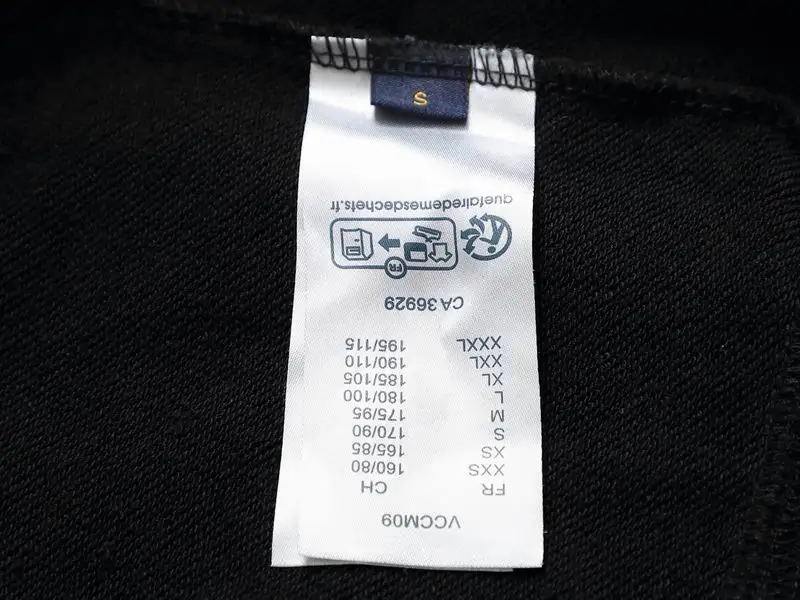 VCCM09
FR CH
XXS 160/80
XS 165/85
S 170/90
M 175/95
L 180/100
XL 185/105
XXL 190/110
XXXL 195/115
CA 36929
FR
quefairedemesdechets.fr
S